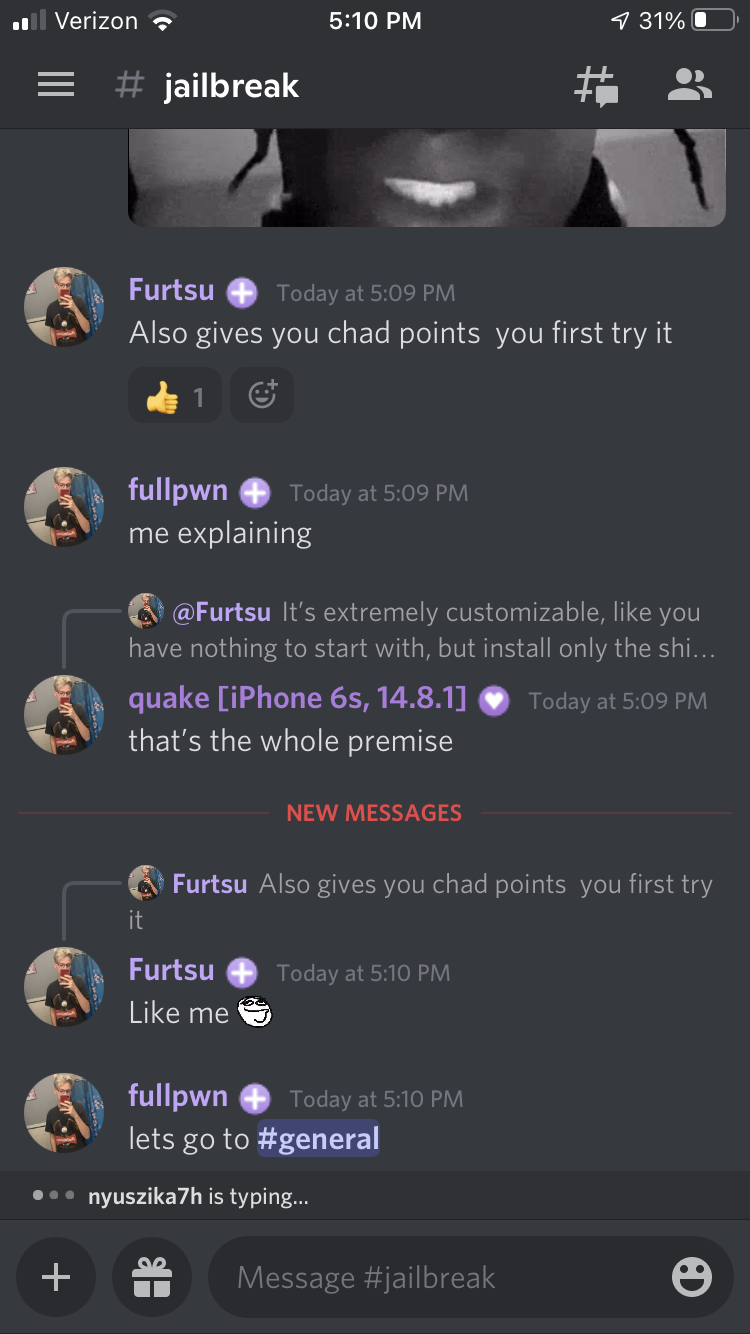 Verizon 5:10 PM 31%
# jailbreak
Furtsu Today at 5:09 PM
Also gives you chad points  you first try it
👍 1
fullpwn Today at 5:09 PM
me explaining
@Furtsu It’s extremely customizable, like you
have nothing to start with, but install only the shi…
quake [iPhone 6s, 14.8.1] Today at 5:09 PM
that’s the whole premise
NEW MESSAGES
Furtsu Also gives you chad points  you first try
it
Furtsu Today at 5:10 PM
Like me
fullpwn Today at 5:10 PM
lets go to #general
nyuszika7h is typing...
Message #jailbreak